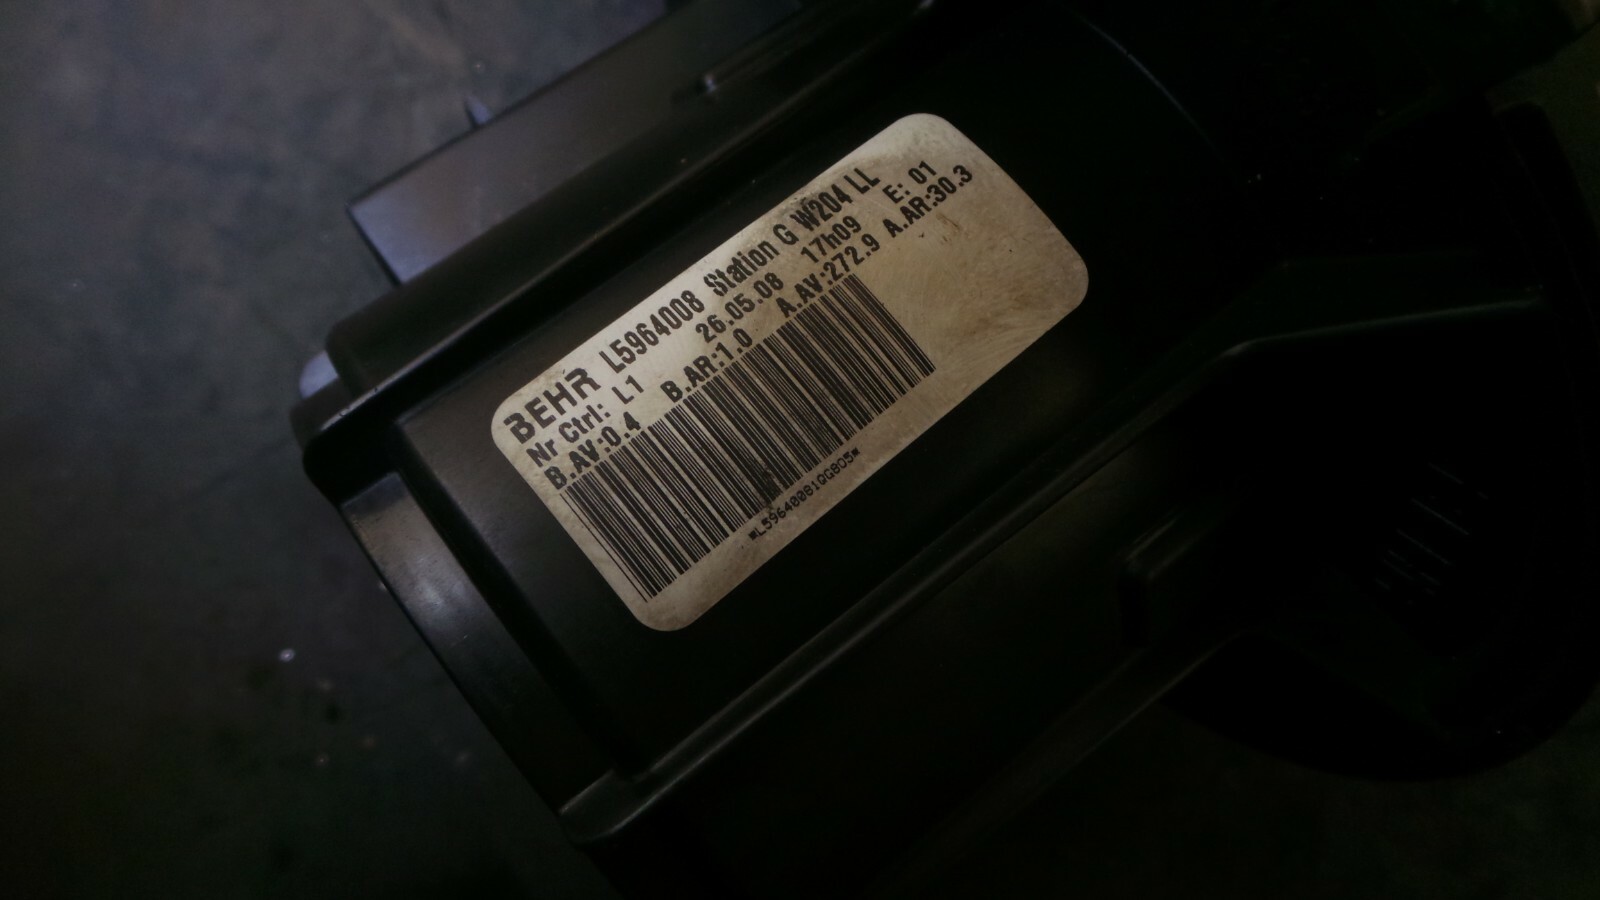 BEHR L5964008 Station G W204 LL
Nr Ctrl: L1 26.05.08 17h09 E: 01
B.AV:0.4 B.AR:1.0 A.AV:272.9 A.AR:30.3
*L59640081QG805*